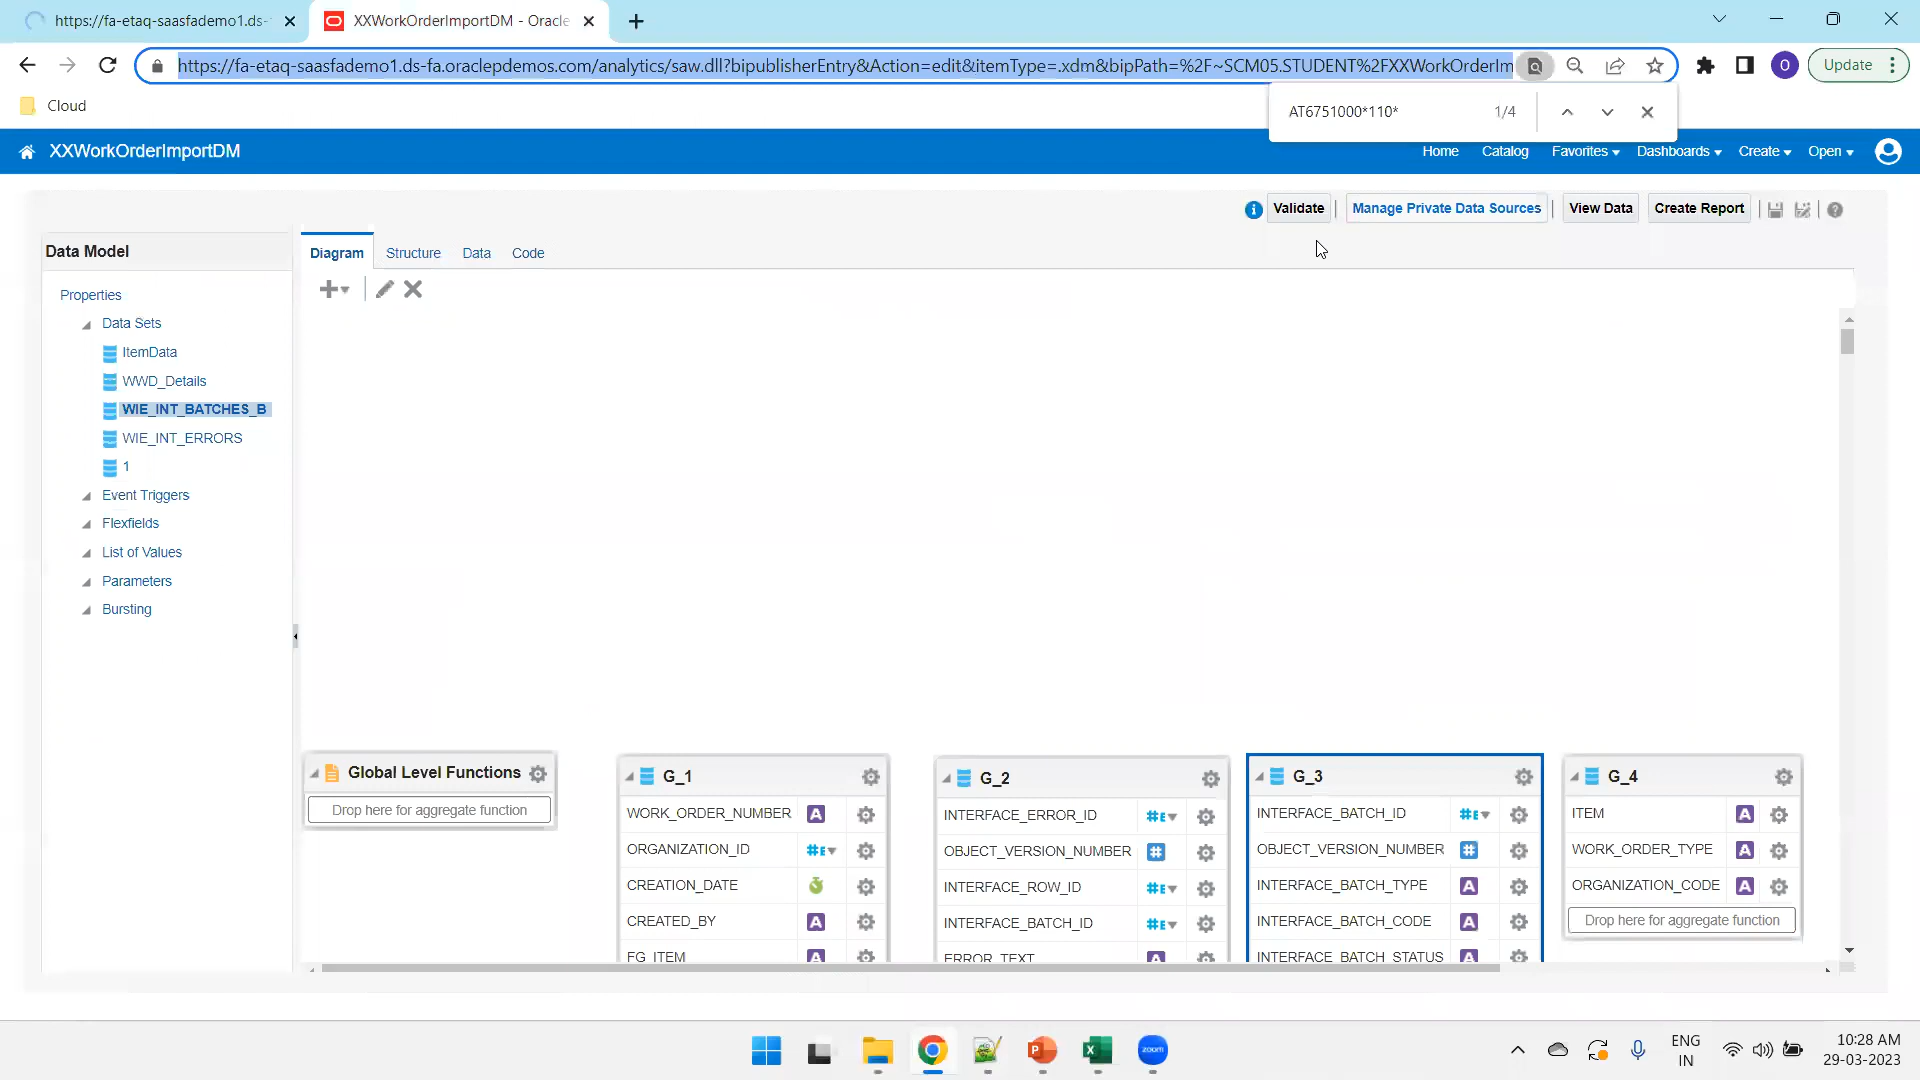 https://fa-etaq-saasfademo1.ds-
XXWorkOrderImportDM - Oracle
https://fa-etaq-saasfademo1.ds-fa.oraclepdemos.com/analytics/saw.dll?bipublisherEntry&Action=edit&itemType=.xdm&bipPath=%2F~SCM05.STUDENT%2FXXWorkOrderIm
O
Update
Cloud
AT6751000*110*
1/4
XXWorkOrderImportDM
Home
Catalog
Favorites
Dashboards
Create
Open
Validate
Manage Private Data Sources
View Data
Create Report
Data Model
Diagram
Structure
Data
Code
Properties
Data Sets
ItemData
WWD_Details
WIE_INT_BATCHES_B
WIE_INT_ERRORS
1
Event Triggers
Flexfields
List of Values
Parameters
Bursting
Global Level Functions
Drop here for aggregate function
G_1
WORK_ORDER_NUMBER
A
ORGANIZATION_ID
#E
CREATION_DATE
CREATED_BY
A
FG_ITEM
A
G_2
INTERFACE_ERROR_ID
#E
OBJECT_VERSION_NUMBER
#
INTERFACE_ROW_ID
#E
INTERFACE_BATCH_ID
#E
ERROR_TEXT
A
G_3
INTERFACE_BATCH_ID
#E
OBJECT_VERSION_NUMBER
#
INTERFACE_BATCH_TYPE
A
INTERFACE_BATCH_CODE
A
INTERFACE_BATCH_STATUS
A
G_4
ITEM
A
WORK_ORDER_TYPE
A
ORGANIZATION_CODE
A
Drop here for aggregate function
zoom
ENG
IN
10:28 AM
29-03-2023